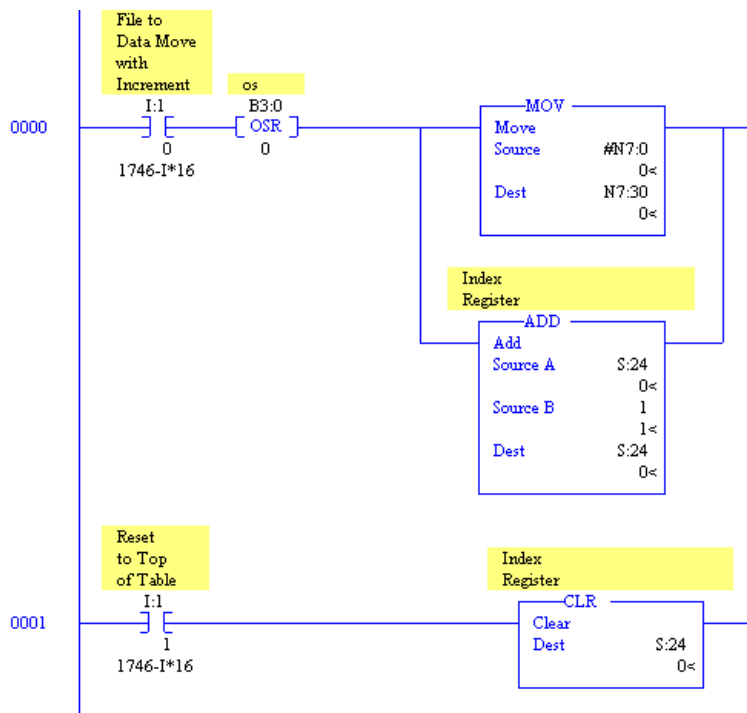 File to
Data Move
with
Increment
os
I:1
B3:0
0000
OSR
0
0
1746-I*16
MOV
Move
Source #N7:0
0<
Dest N7:30
0<
Index
Register
ADD
Add
Source A S:24
0<
Source B 1
1<
Dest S:24
0<
Reset
to Top
of Table
I:1
0001
1
1746-I*16
Index
Register
CLR
Clear
Dest S:24
0<